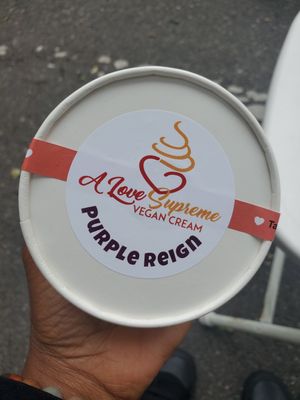 A Love Supreme
VEGAN CREAM
PURPLE REIGN